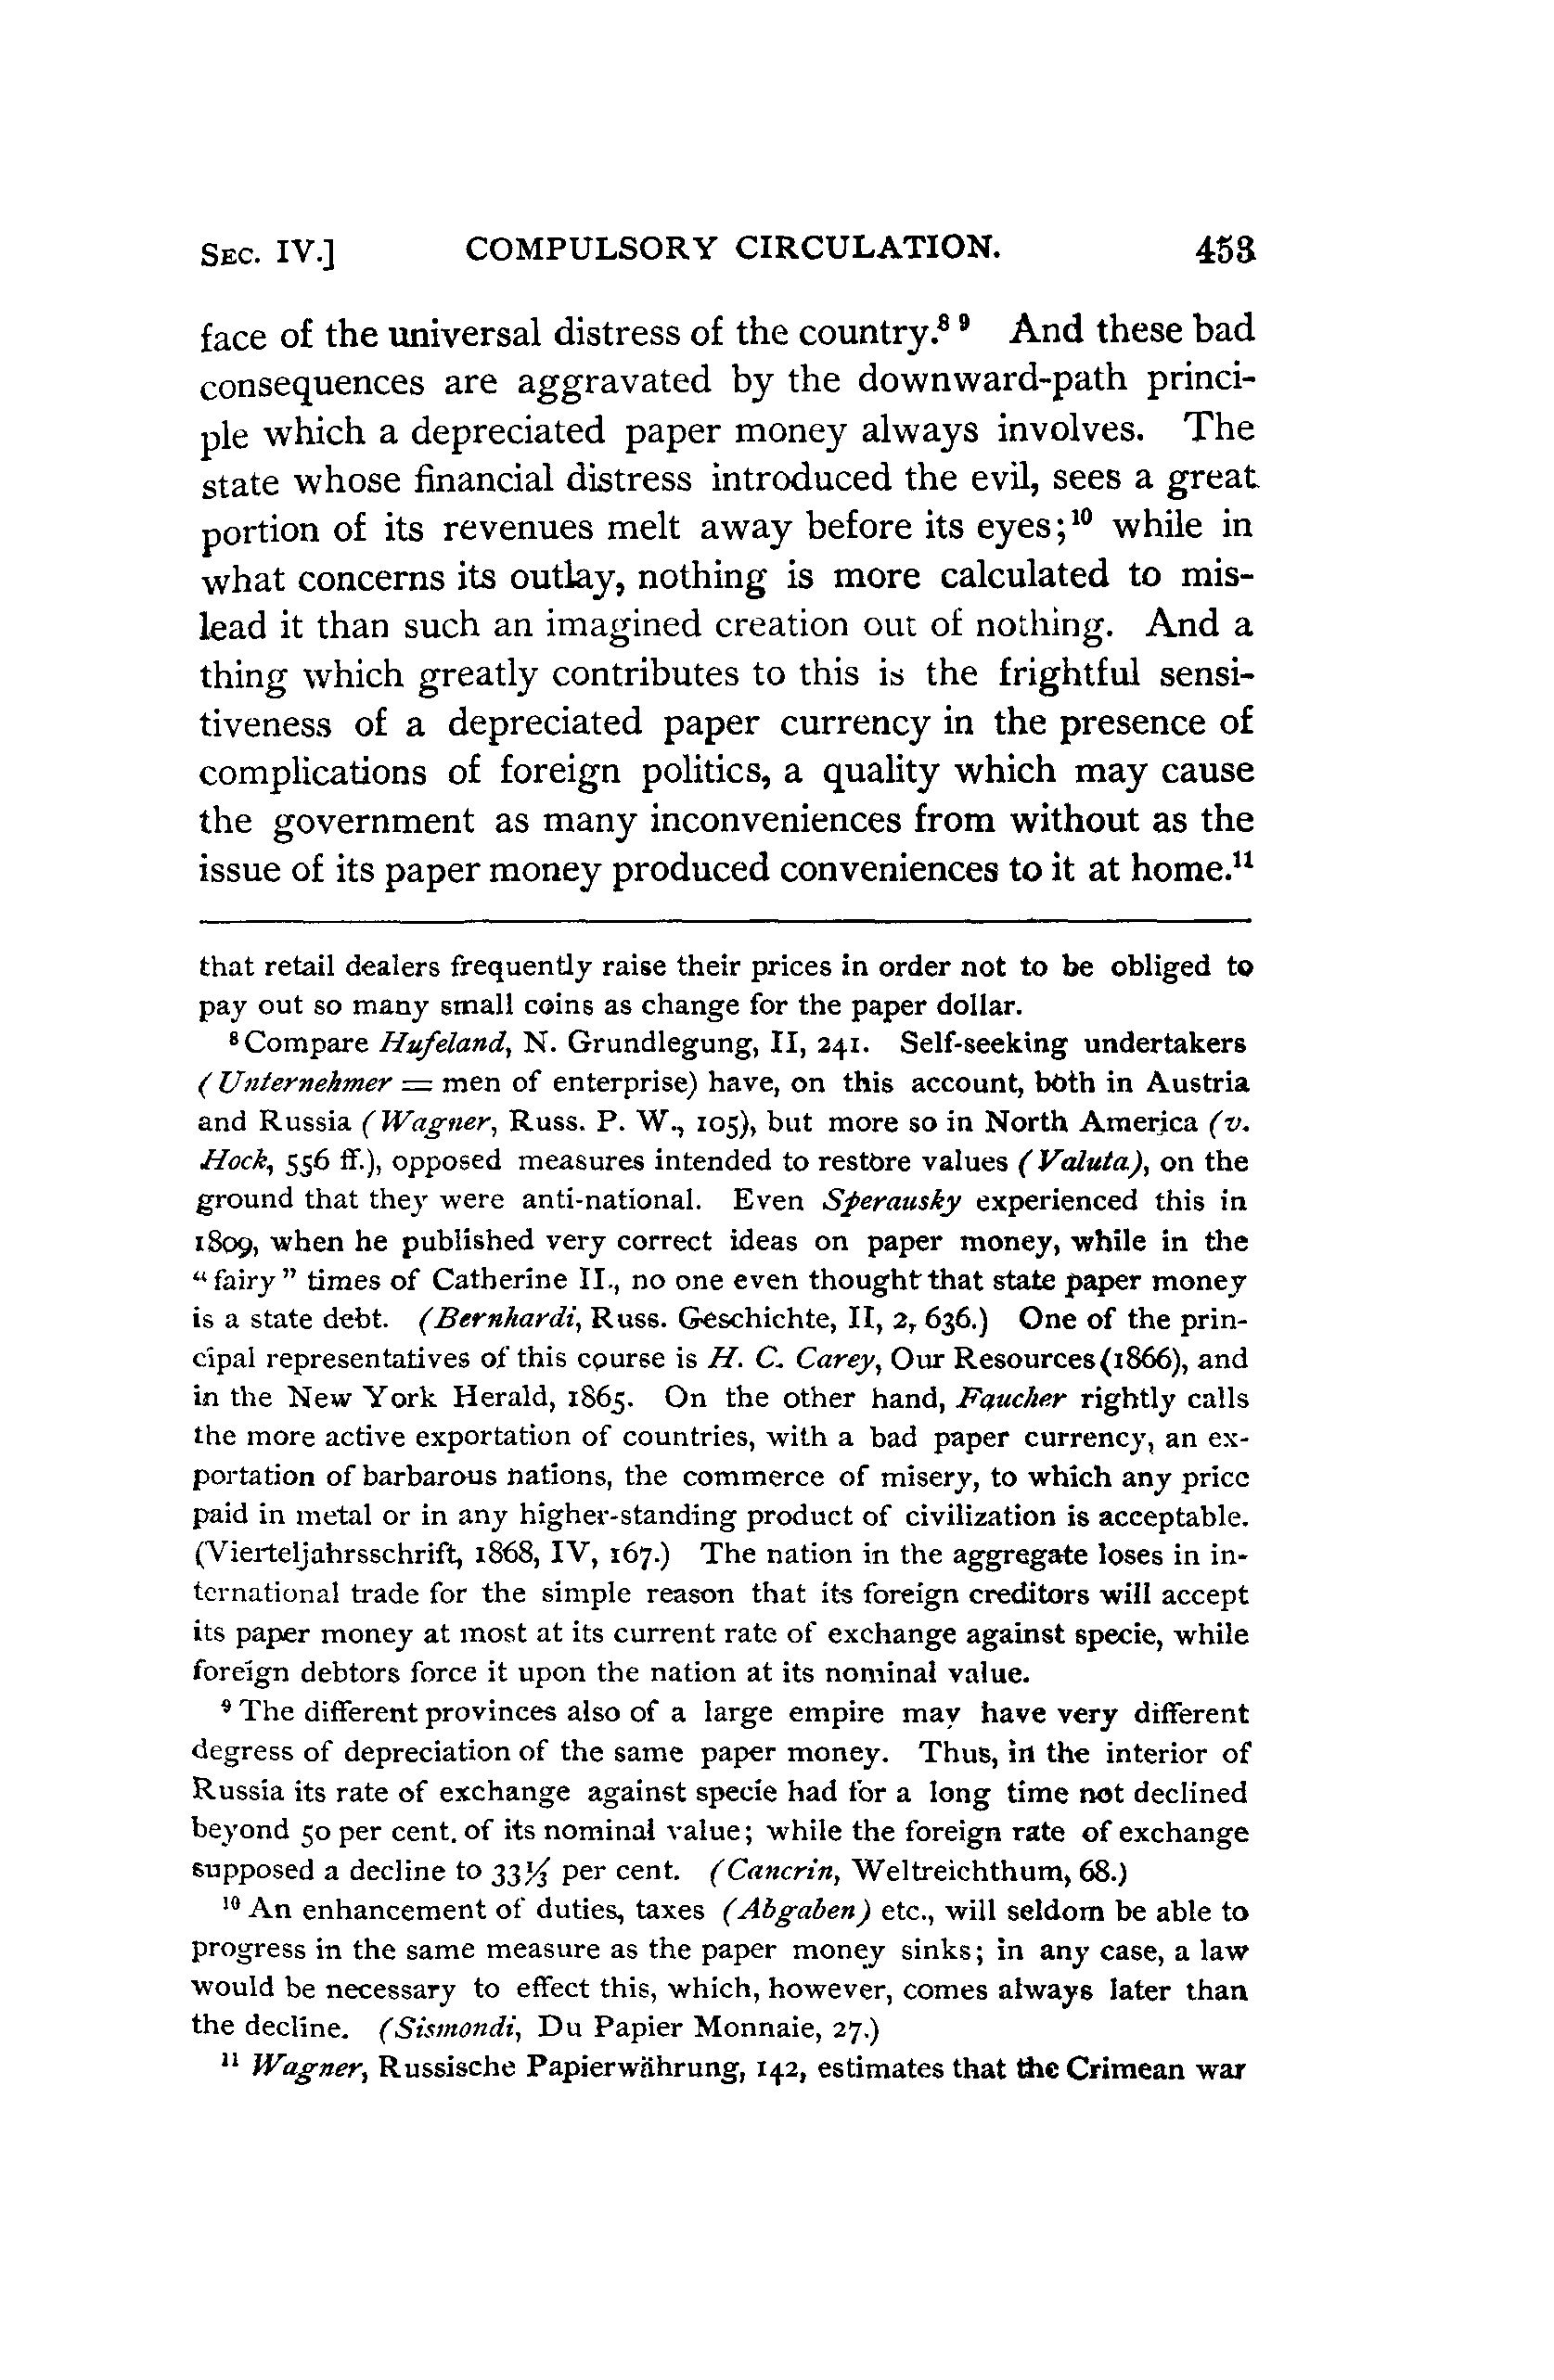 SEC. IV.] COMPULSORY CIRCULATION. 453
face of the universal distress of the country.⁸ ⁹ And these bad
consequences are aggravated by the downward-path princi-
ple which a depreciated paper money always involves. The
state whose financial distress introduced the evil, sees a great
portion of its revenues melt away before its eyes;¹⁰ while in
what concerns its outlay, nothing is more calculated to mis-
lead it than such an imagined creation out of nothing. And a
thing which greatly contributes to this is the frightful sensi-
tiveness of a depreciated paper currency in the presence of
complications of foreign politics, a quality which may cause
the government as many inconveniences from without as the
issue of its paper money produced conveniences to it at home.¹¹
that retail dealers frequently raise their prices in order not to be obliged to
pay out so many small coins as change for the paper dollar.
⁸ Compare Hufeland, N. Grundlegung, II, 241. Self-seeking undertakers
(Unternehmer = men of enterprise) have, on this account, both in Austria
and Russia (Wagner, Russ. P. W., 105), but more so in North America (v.
Hock, 556 ff.), opposed measures intended to restore values (Valuta), on the
ground that they were anti-national. Even Sperausky experienced this in
1809, when he published very correct ideas on paper money, while in the
"fairy" times of Catherine II., no one even thought that state paper money
is a state debt. (Bernhardi, Russ. Geschichte, II, 2, 636.) One of the prin-
cipal representatives of this course is H. C. Carey, Our Resources (1866), and
in the New York Herald, 1865. On the other hand, Faucher rightly calls
the more active exportation of countries, with a bad paper currency, an ex-
portation of barbarous nations, the commerce of misery, to which any price
paid in metal or in any higher-standing product of civilization is acceptable.
(Vierteljahrsschrift, 1868, IV, 167.) The nation in the aggregate loses in in-
ternational trade for the simple reason that its foreign creditors will accept
its paper money at most at its current rate of exchange against specie, while
foreign debtors force it upon the nation at its nominal value.
⁹ The different provinces also of a large empire may have very different
degress of depreciation of the same paper money. Thus, in the interior of
Russia its rate of exchange against specie had for a long time not declined
beyond 50 per cent. of its nominal value; while the foreign rate of exchange
supposed a decline to 33⅓ per cent. (Cancrin, Weltreichthum, 68.)
¹⁰ An enhancement of duties, taxes (Abgaben) etc., will seldom be able to
progress in the same measure as the paper money sinks; in any case, a law
would be necessary to effect this, which, however, comes always later than
the decline. (Sismondi, Du Papier Monnaie, 27.)
¹¹ Wagner, Russische Papierwährung, 142, estimates that the Crimean war